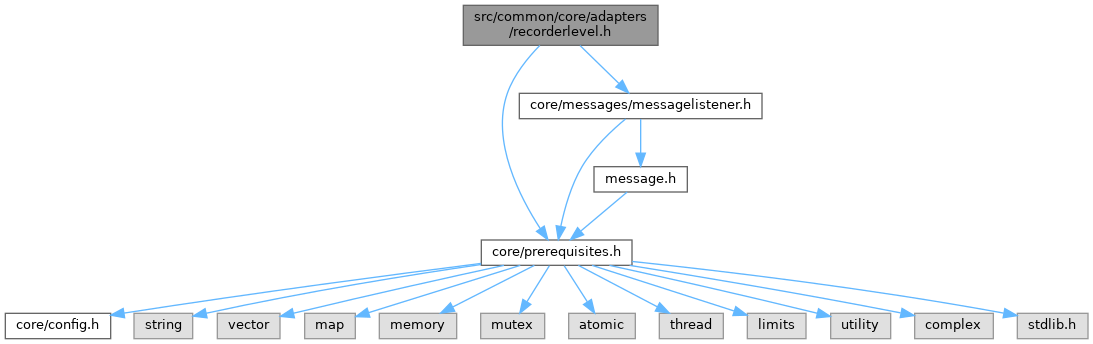 src/common/core/adapters
/recorderlevel.h
core/messages/messagelistener.h
message.h
core/prerequisites.h
core/config.h
string
vector
map
memory
mutex
atomic
thread
limits
utility
complex
stdlib.h